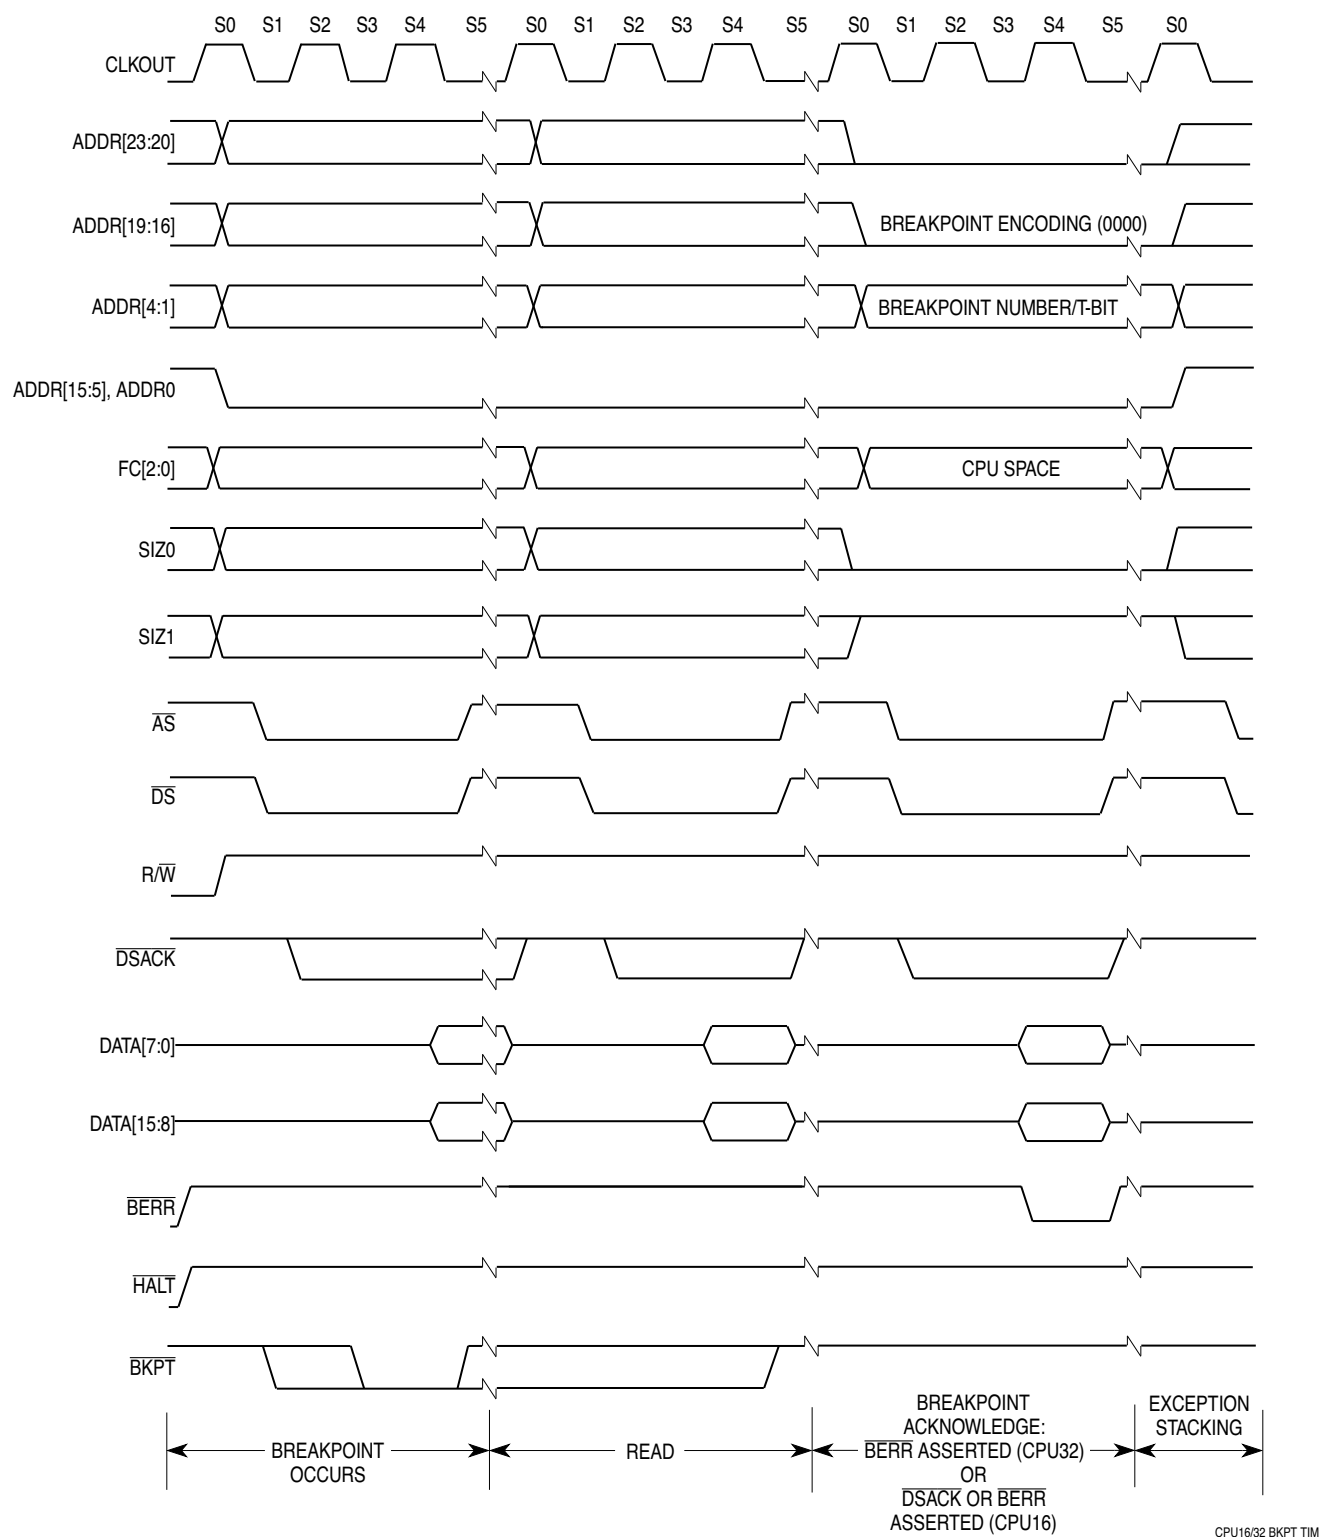 S0 S1 S2 S3 S4 S5 S0 S1 S2 S3 S4 S5 S0 S1 S2 S3 S4 S5 S0
CLKOUT
ADDR[23:20]
ADDR[19:16] BREAKPOINT ENCODING (0000)
ADDR[4:1] BREAKPOINT NUMBER/T-BIT
ADDR[15:5], ADDR0
FC[2:0] CPU SPACE
SIZ0
SIZ1
AS
DS
R/W
DSACK
DATA[7:0]
DATA[15:8]
BERR
HALT
BKPT
BREAKPOINT
OCCURS
READ
BREAKPOINT
ACKNOWLEDGE:
BERR ASSERTED (CPU32)
OR
DSACK OR BERR
ASSERTED (CPU16)
EXCEPTION
STACKING
CPU16/32 BKPT TIM